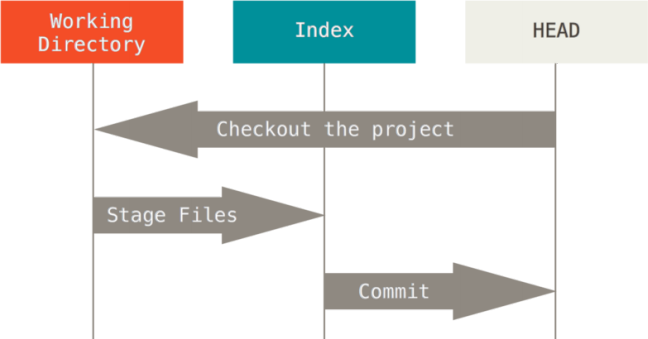 Working
Directory
Index
HEAD
Checkout the project
Stage Files
Commit